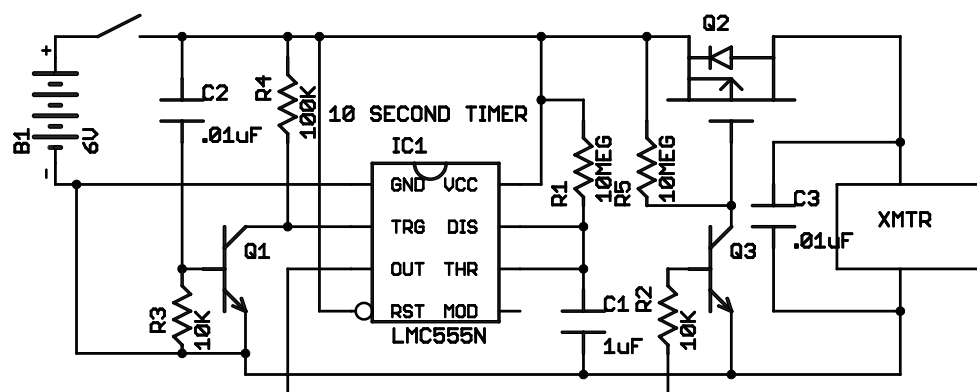 Q2
+
C2
R4
100K
10 SECOND TIMER
.01uF
B1
6V
IC1
10MEG
10MEG
R1
R5
-
GND VCC
C3
XMTR
TRG DIS
Q1
Q3
.01uF
OUT THR
R3
10K
RST MOD
C1
R2
10K
LMC555N
1uF